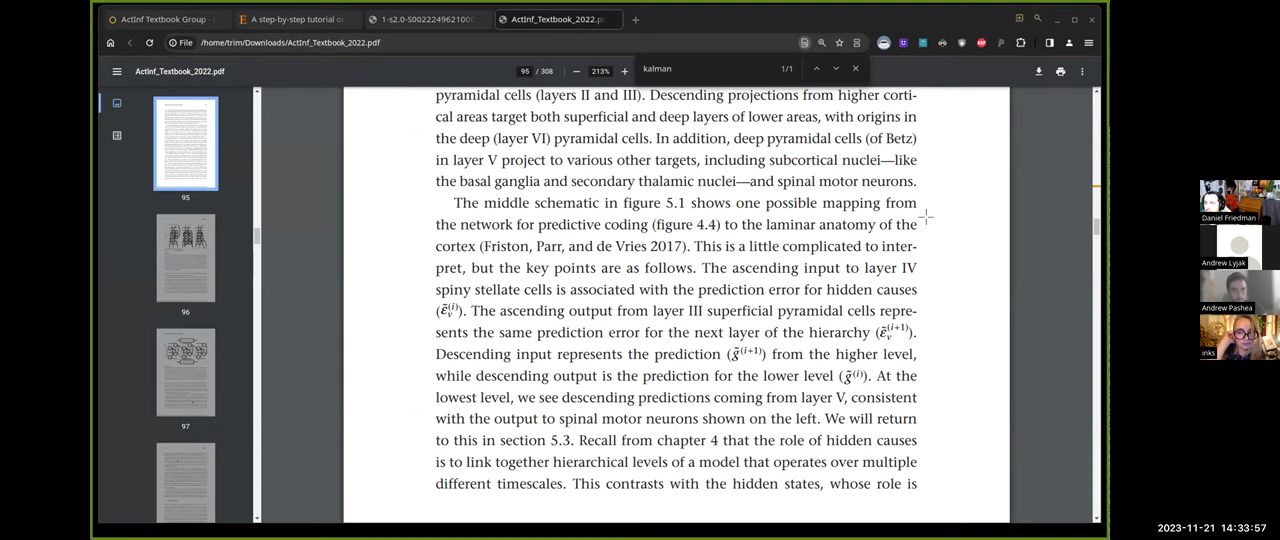 ActInf Textbook Group -
A step-by-step tutorial on
1-s2.0-S0022249621000
ActInf_Textbook_2022.p
File /home/trim/Downloads/ActInf_Textbook_2022.pdf
ActInf_Textbook_2022.pdf
95 / 308
213%
kalman
1/1
pyramidal cells (layers II and III). Descending projections from higher corti-
cal areas target both superficial and deep layers of lower areas, with origins in
the deep (layer VI) pyramidal cells. In addition, deep pyramidal cells (of Betz)
in layer V project to various other targets, including subcortical nuclei—like
the basal ganglia and secondary thalamic nuclei—and spinal motor neurons.
The middle schematic in figure 5.1 shows one possible mapping from
the network for predictive coding (figure 4.4) to the laminar anatomy of the
cortex (Friston, Parr, and de Vries 2017). This is a little complicated to inter-
pret, but the key points are as follows. The ascending input to layer IV
spiny stellate cells is associated with the prediction error for hidden causes
(ε̃ᵥ⁽ⁱ⁾). The ascending output from layer III superficial pyramidal cells repre-
sents the same prediction error for the next layer of the hierarchy (ε̃ᵥ⁽ⁱ⁺¹⁾).
Descending input represents the prediction (g̃⁽ⁱ⁺¹⁾) from the higher level,
while descending output is the prediction for the lower level (g̃⁽ⁱ⁾). At the
lowest level, we see descending predictions coming from layer V, consistent
with the output to spinal motor neurons shown on the left. We will return
to this in section 5.3. Recall from chapter 4 that the role of hidden causes
is to link together hierarchical levels of a model that operates over multiple
different timescales. This contrasts with the hidden states, whose role is
95
96
97
Daniel Friedman
Andrew Lyjak
Andrew Pashea
inks
2023-11-21 14:33:57